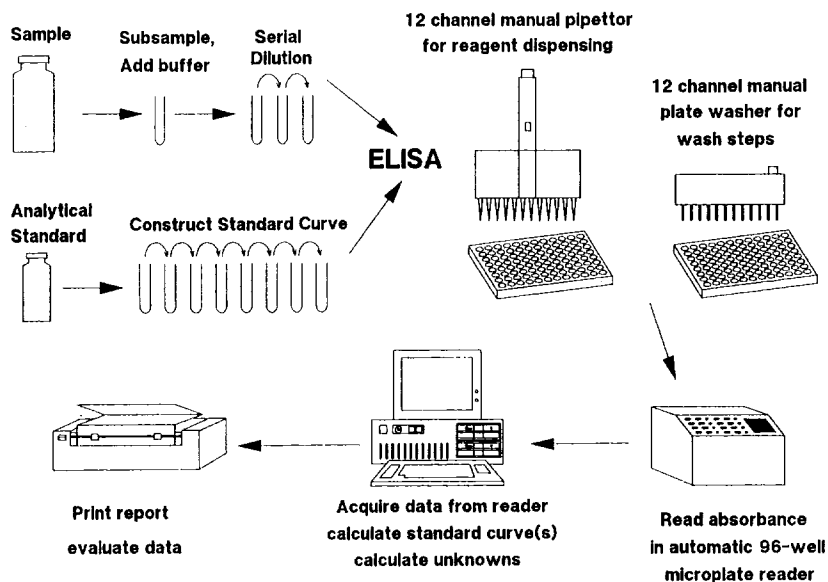 Sample
Subsample,
Add buffer
Serial
Dilution
12 channel manual pipettor
for reagent dispensing
12 channel manual
plate washer for
wash steps
ELISA
Analytical
Standard
Construct Standard Curve
Print report
evaluate data
Acquire data from reader
calculate standard curve(s)
calculate unknowns
Read absorbance
in automatic 96-well
microplate reader